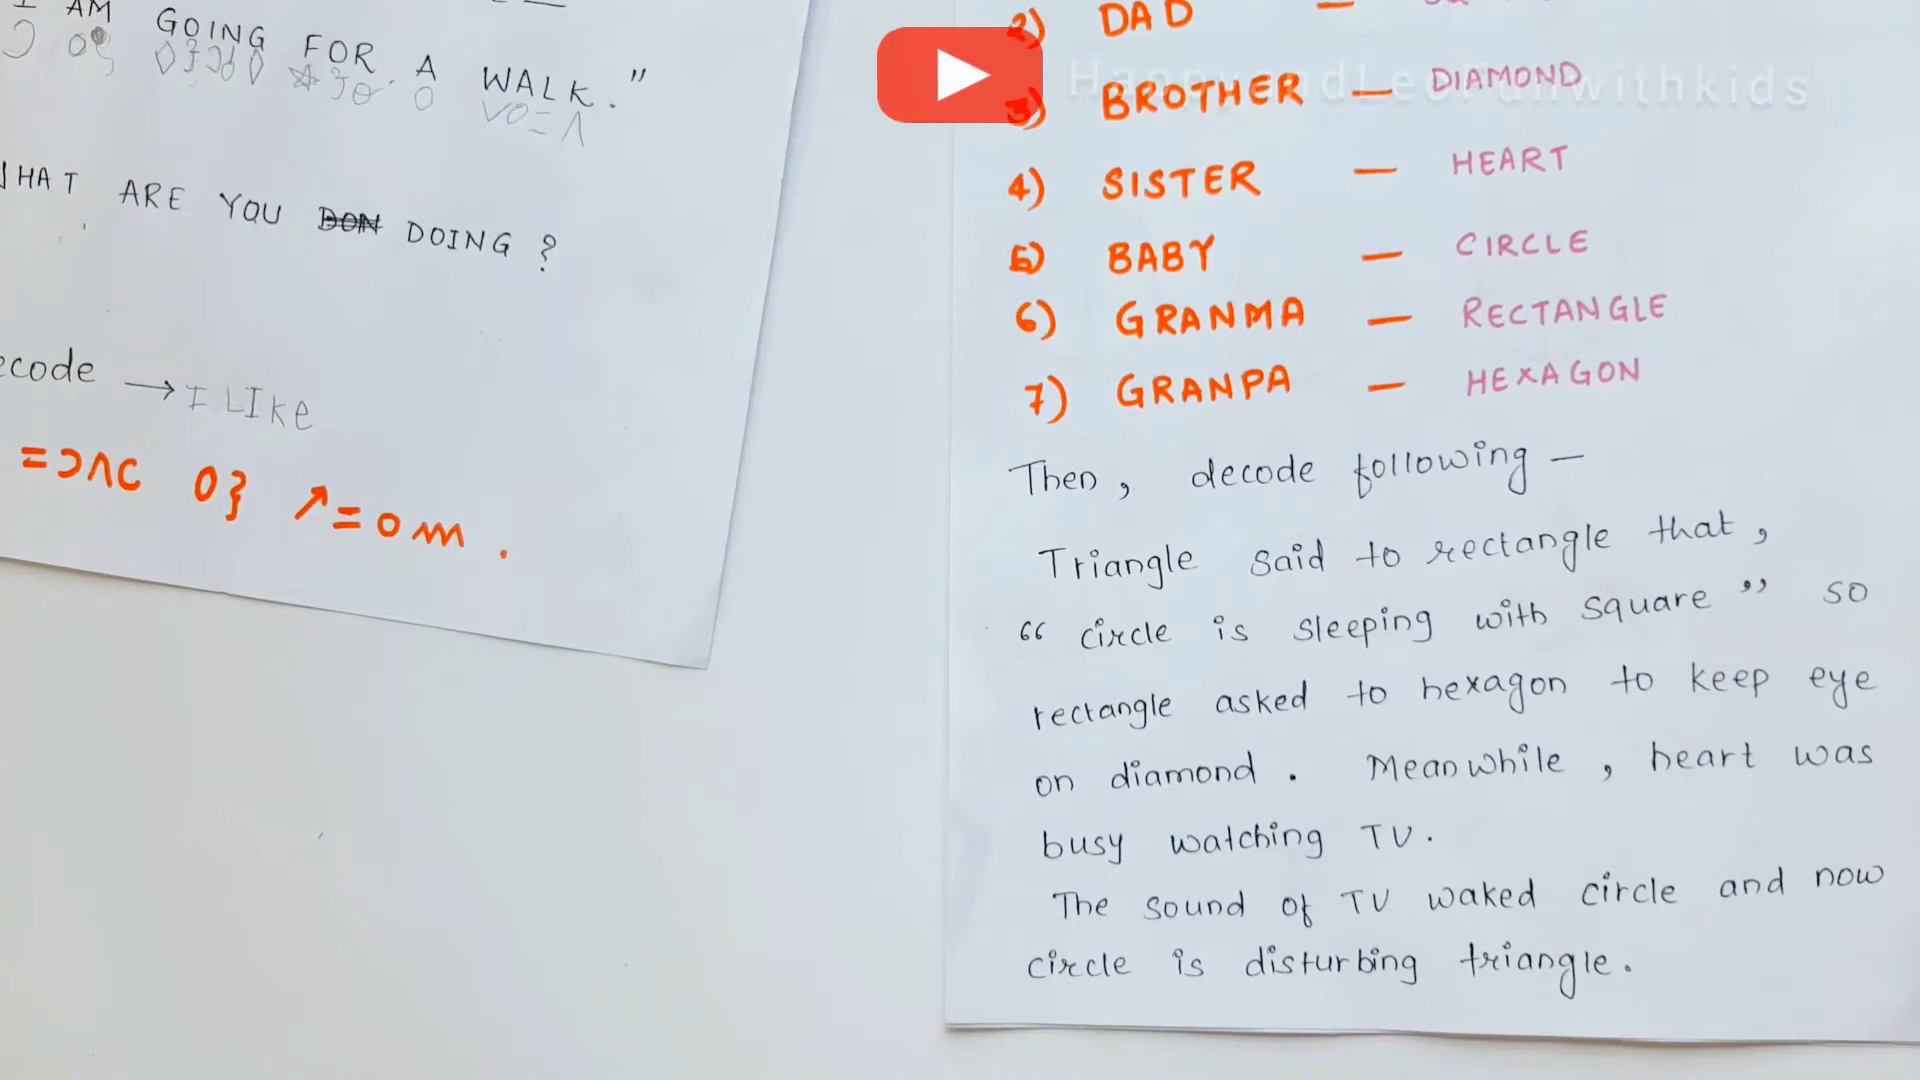 I AM GOING FOR A WALK."
HAT ARE YOU DOING ?
ecode → I LIKE
2) DAD —
3) BROTHER — DIAMOND
4) SISTER — HEART
5) BABY — CIRCLE
6) GRANMA — RECTANGLE
7) GRANPA — HEXAGON
Then, decode following —
Triangle said to rectangle that,
" circle is sleeping with square " so
rectangle asked to hexagon to keep eye
on diamond . Meanwhile , heart was
busy watching TV.
The sound of TV waked circle and now
circle is disturbing triangle.